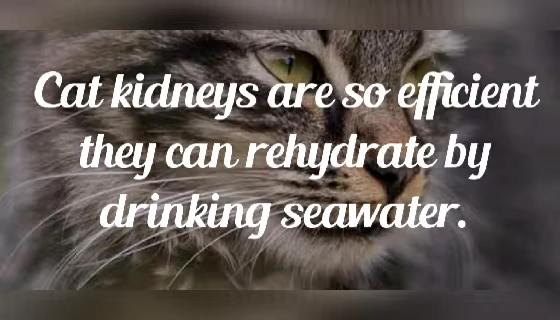 Cat kidneys are so efficient
they can rehydrate by
drinking seawater.